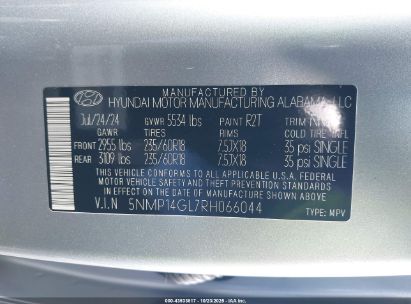 MANUFACTURED BY
HYUNDAI MOTOR MANUFACTURING ALABAMA, LLC
Jul/24/24 GVWR 5534 lbs PAINT R2T TRIM
GAWR TIRES RIMS COLD TIRE INFL
FRONT 2955 lbs 235/60R18 7.5JX18 35 psi SINGLE
REAR 3109 lbs 235/60R18 7.5JX18 35 psi SINGLE
THIS VEHICLE CONFORMS TO ALL APPLICABLE U.S.A. FEDERAL
MOTOR VEHICLE SAFETY, BUMPER, AND THEFT PREVENTION STANDARDS
IN EFFECT ON THE DATE OF MANUFACTURE SHOWN ABOVE.
V.I.N 5NMP14GL7RH066044 TYPE: MPV